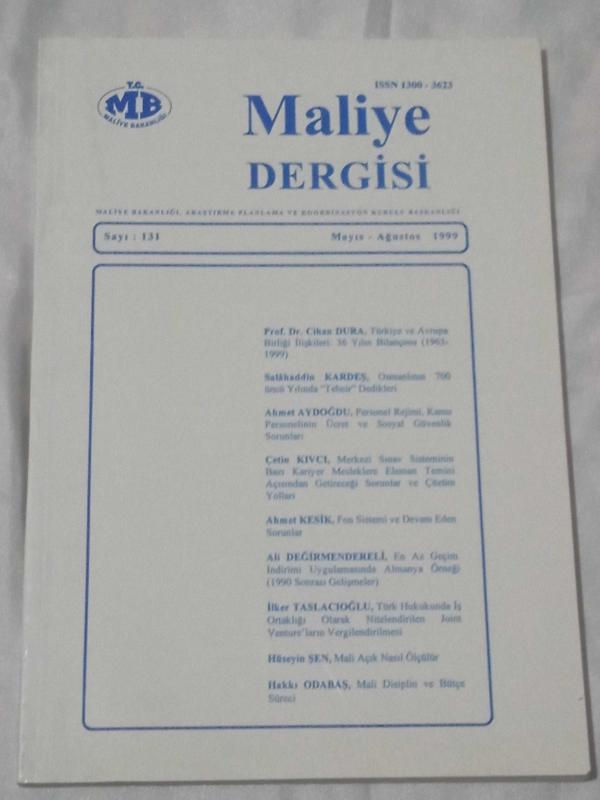 ISSN 1300 - 3623
T.C.
MB
MALİYE BAKANLIĞI
Maliye
DERGİSİ
MALİYE BAKANLIĞI, ARAŞTIRMA PLANLAMA VE KOORDİNASYON KURULU BAŞKANLIĞI
Sayı : 131 Mayıs - Ağustos 1999
Prof. Dr. Cihan DURA, Türkiye ve Avrupa
Birliği İlişkileri: 36 Yılın Bilançosu (1963-
1999)
Salâhaddin KARDEŞ, Osmanlının 700
üncü Yılında "Tebsir" Dedikleri
Ahmet AYDOĞDU, Personel Rejimi, Kamu
Personelinin Ücret ve Sosyal Güvenlik
Sorunları
Çetin KIVCI, Merkezi Sınav Sisteminin
Bazı Kariyer Mesleklere Eleman Temini
Açısından Getireceği Sorunlar ve Çözüm
Yolları
Ahmet KESİK, Fon Sistemi ve Devam Eden
Sorunlar
Ali DEĞİRMENDERELİ, En Az Geçim
İndirimi Uygulamasında Almanya Örneği
(1990 Sonrası Gelişmeler)
İlker TASLACIOĞLU, Türk Hukukunda İş
Ortaklığı Olarak Nitelendirilen Joint
Venture'ların Vergilendirilmesi
Hüseyin ŞEN, Mali Açık Nasıl Ölçülür
Hakkı ODABAŞ, Mali Disiplin ve Bütçe
Süreci